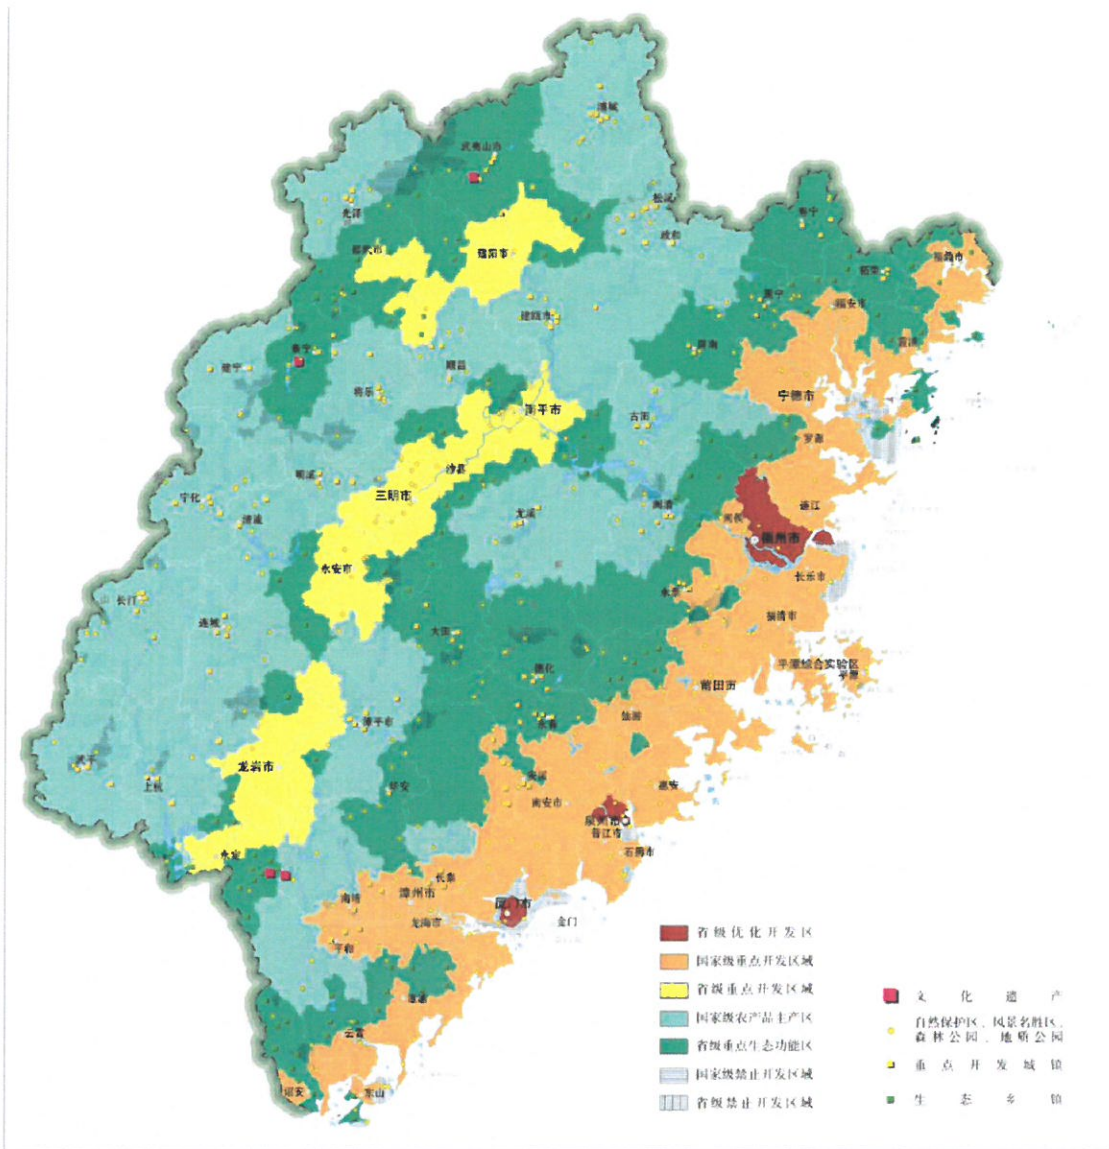 浦城
武夷山市
松溪
光泽
政和
寿宁
邵武市
建阳市
福鼎市
柘荣
周宁
福安市
建瓯市
屏南
霞浦
泰宁
建宁
顺昌
将乐
宁德市
南平市
古田
罗源
沙县
明溪
三明市
宁化
连江
闽清
清流
尤溪
闽侯
福州市
永安市
长乐市
长汀
永泰
福清市
连城
大田
平潭综合实验区
平潭
德化
莆田市
仙游
漳平市
永春
龙岩市
武平
上杭
安溪
华安
惠安
南安市
泉州市
晋江市
石狮市
永定
长泰
漳州市
南靖
厦门市
龙海市
金门
平和
漳浦
云霄
诏安
东山
省级优化开发区
国家级重点开发区域
省级重点开发区域
国家级农产品主产区
省级重点生态功能区
国家级禁止开发区域
省级禁止开发区域
文化遗产
自然保护区、风景名胜区、
森林公园、地质公园
重点开发城镇
生态乡镇